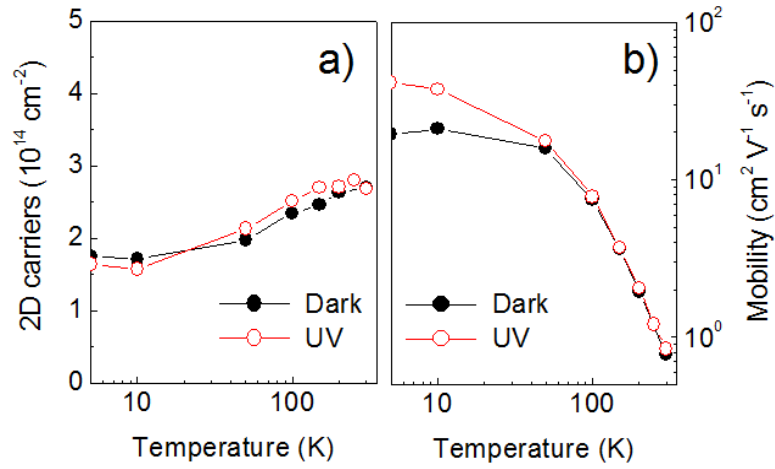 a)
b)
5
4
3
2
1
0
10
100
10
100
10²
10¹
10⁰
2D carriers (10¹⁴ cm⁻²)
Mobility (cm² V⁻¹ s⁻¹)
Dark
UV
Dark
UV
Temperature (K)
Temperature (K)